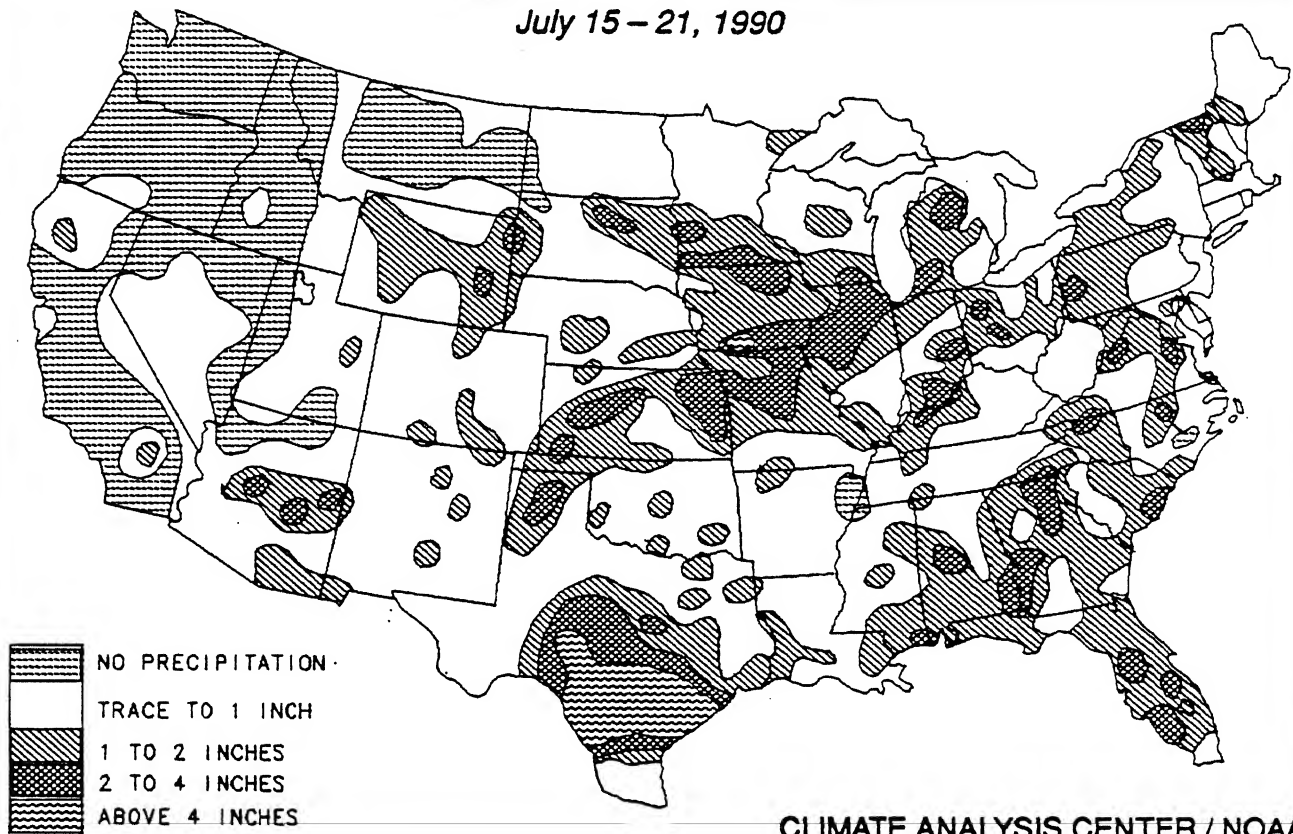 July 15 – 21, 1990
NO PRECIPITATION
TRACE TO 1 INCH
1 TO 2 INCHES
2 TO 4 INCHES
ABOVE 4 INCHES
CLIMATE ANALYSIS CENTER / NOAA